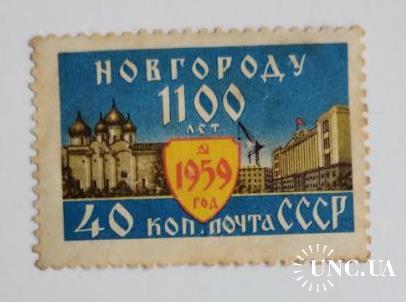 НОВГОРОДУ
1100
ЛЕТ
1959
ГОД
40 КОП. ПОЧТА СССР
UNC.UA